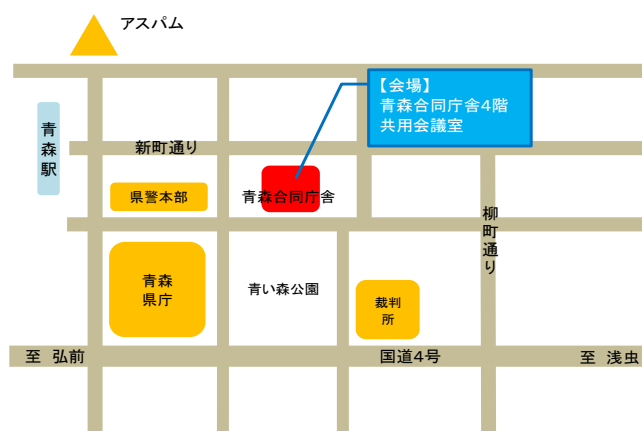 アスパム
【会場】
青森合同庁舎4階
共用会議室
青森駅
新町通り
県警本部
青森合同庁舎
柳町通り
青森
県庁
青い森公園
裁判
所
至 弘前
国道4号
至 浅虫